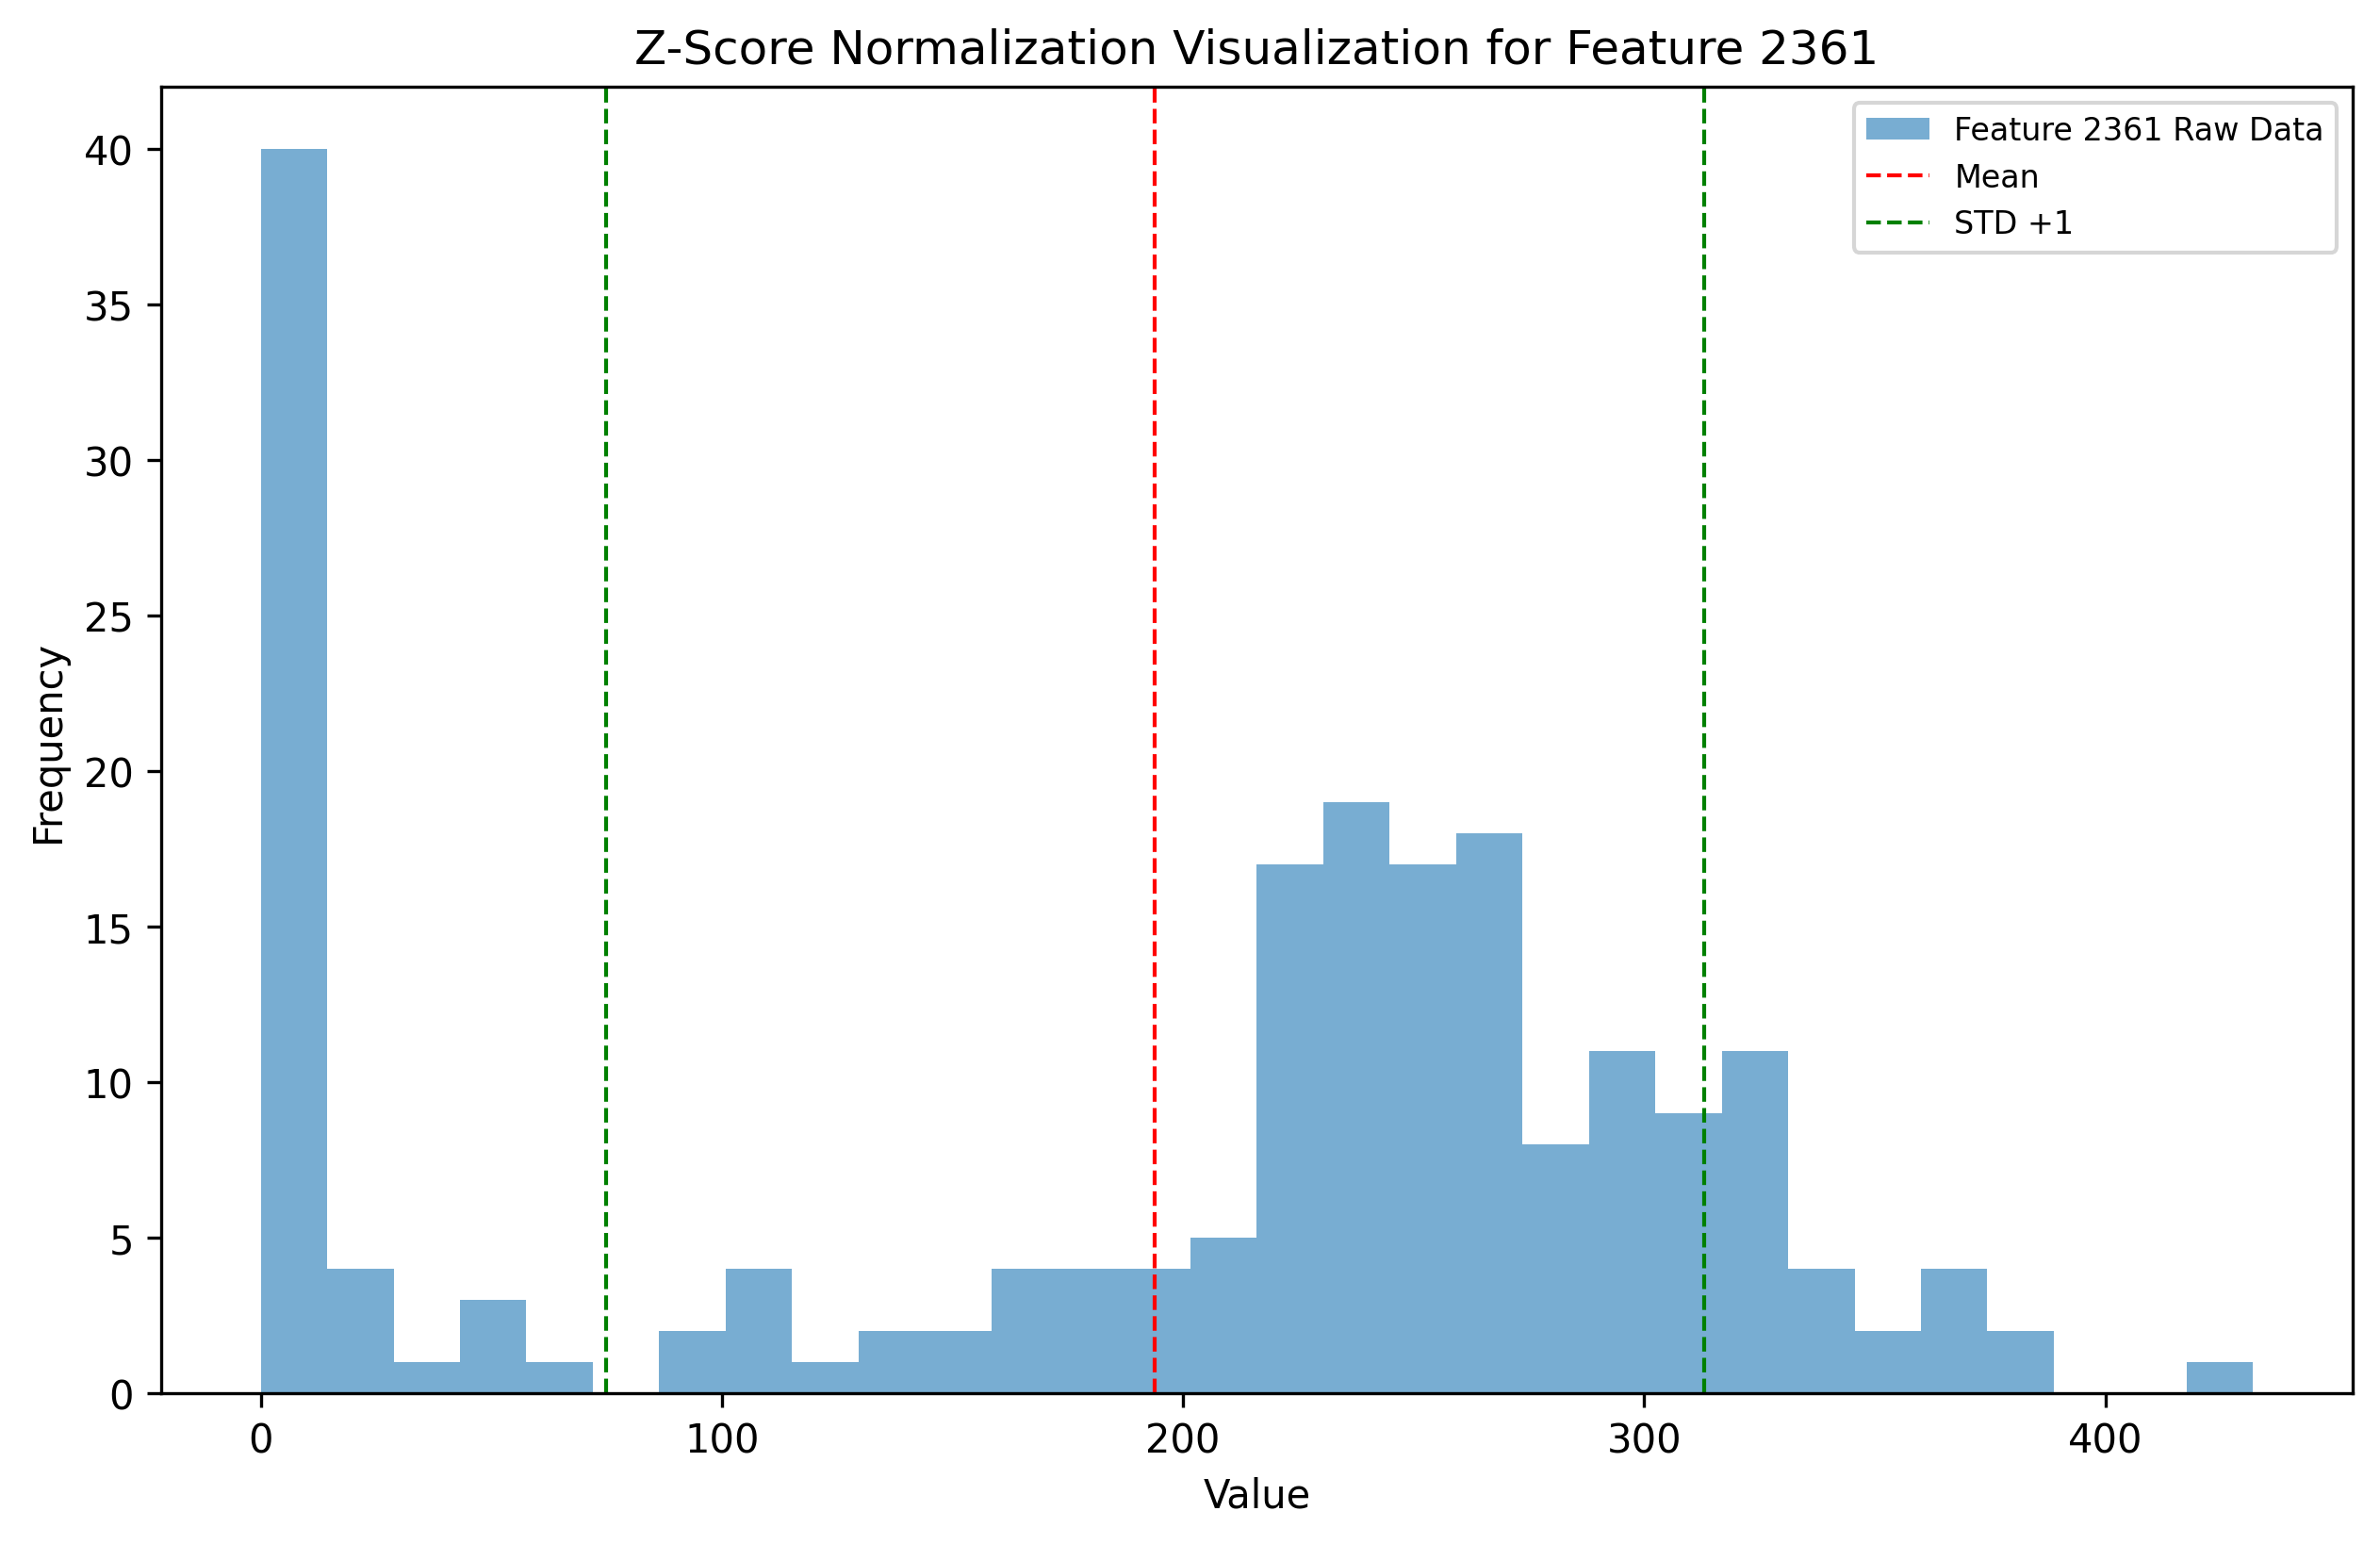 Z-Score Normalization Visualization for Feature 2361
Feature 2361 Raw Data
Mean
STD +1
40
35
30
25
20
15
10
5
0
Frequency
0 100 200 300 400
Value